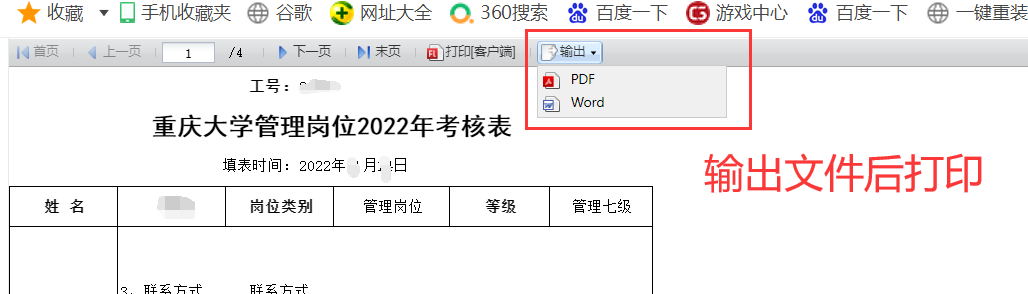 收藏 手机收藏夹 谷歌 网址大全 360搜索 百度一下 游戏中心 百度一下 一键重装
首页 上一页 1 /4 下一页 末页 打印[客户端] 输出
PDF
Word
工号：
重庆大学管理岗位2022年考核表
填表时间：2022年 月 日
输出文件后打印
姓 名 岗位类别 管理岗位 等级 管理七级
3、联系方式 联系方式